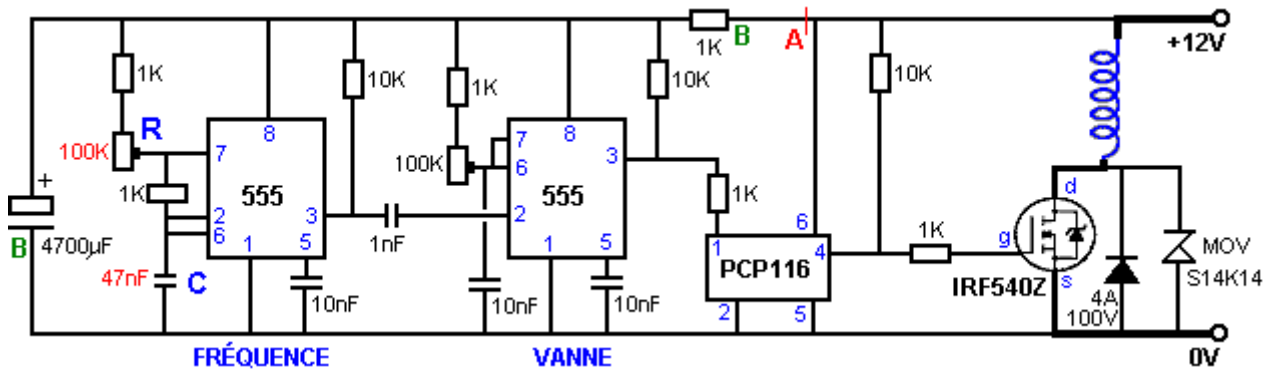 1K
B
A
+12V
1K
10K
1K
10K
10K
R
8
8
d
100K
7
100K
7
6
3
1K
555
555
1K
6
g
MOV
S14K14
+
B
4700µF
2
6
3
1nF
2
1
PCP116
4
1K
IRF540Z
s
47nF
C
1
5
10nF
10nF
1
5
10nF
2
5
4A
100V
FRÉQUENCE
VANNE
0V